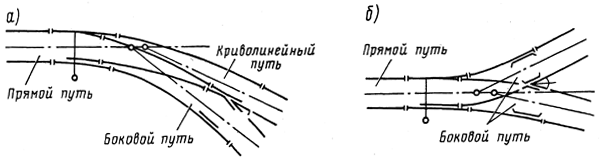 а)
Криволинейный
путь
Прямой путь
Боковой путь
б)
Прямой
путь
Боковой путь